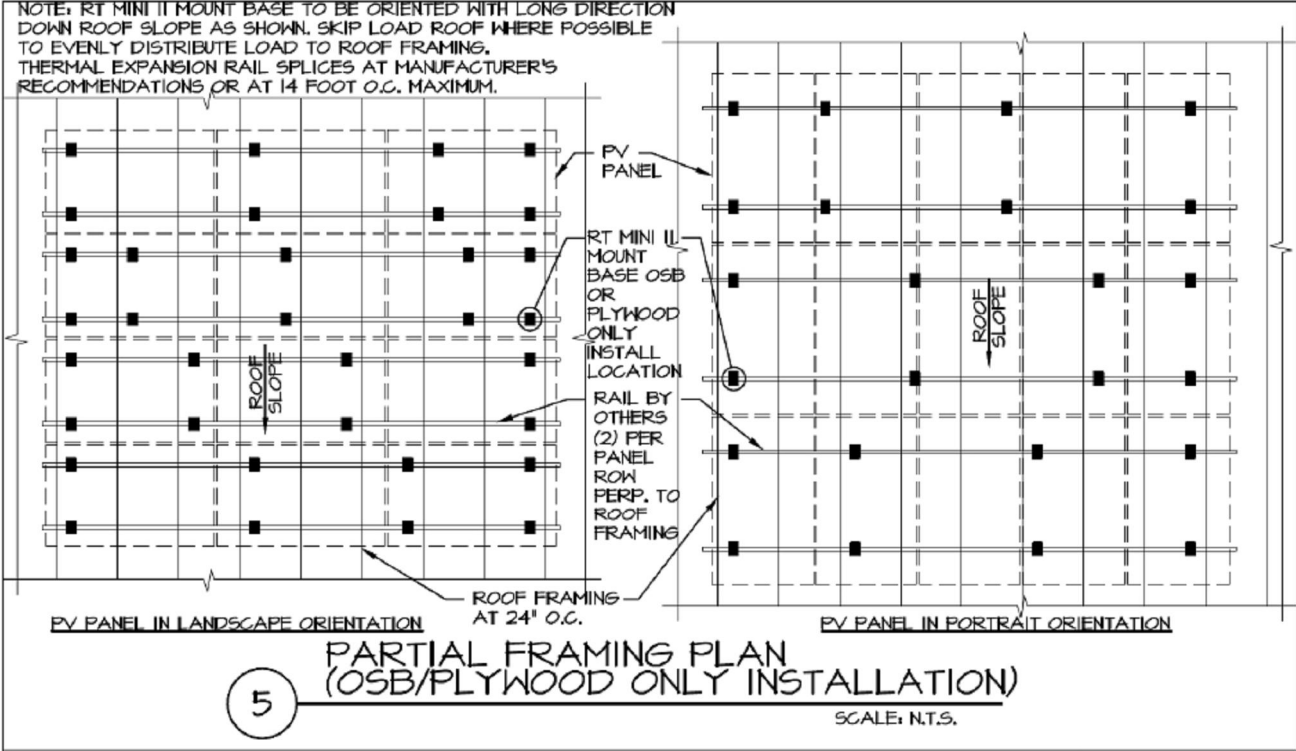 NOTE: RT MINI II MOUNT BASE TO BE ORIENTED WITH LONG DIRECTION
DOWN ROOF SLOPE AS SHOWN. SKIP LOAD ROOF WHERE POSSIBLE
TO EVENLY DISTRIBUTE LOAD TO ROOF FRAMING.
THERMAL EXPANSION RAIL SPLICES AT MANUFACTURER'S
RECOMMENDATIONS OR AT 14 FOOT O.C. MAXIMUM.
PV
PANEL
RT MINI II
MOUNT
BASE OSB
OR
PLYWOOD
ONLY
INSTALL
LOCATION
ROOF
SLOPE
ROOF
SLOPE
RAIL BY
OTHERS
(2) PER
PANEL
ROW
PERP. TO
ROOF
FRAMING
ROOF FRAMING
AT 24" O.C.
PV PANEL IN LANDSCAPE ORIENTATION
PV PANEL IN PORTRAIT ORIENTATION
5
PARTIAL FRAMING PLAN
(OSB/PLYWOOD ONLY INSTALLATION)
SCALE: N.T.S.